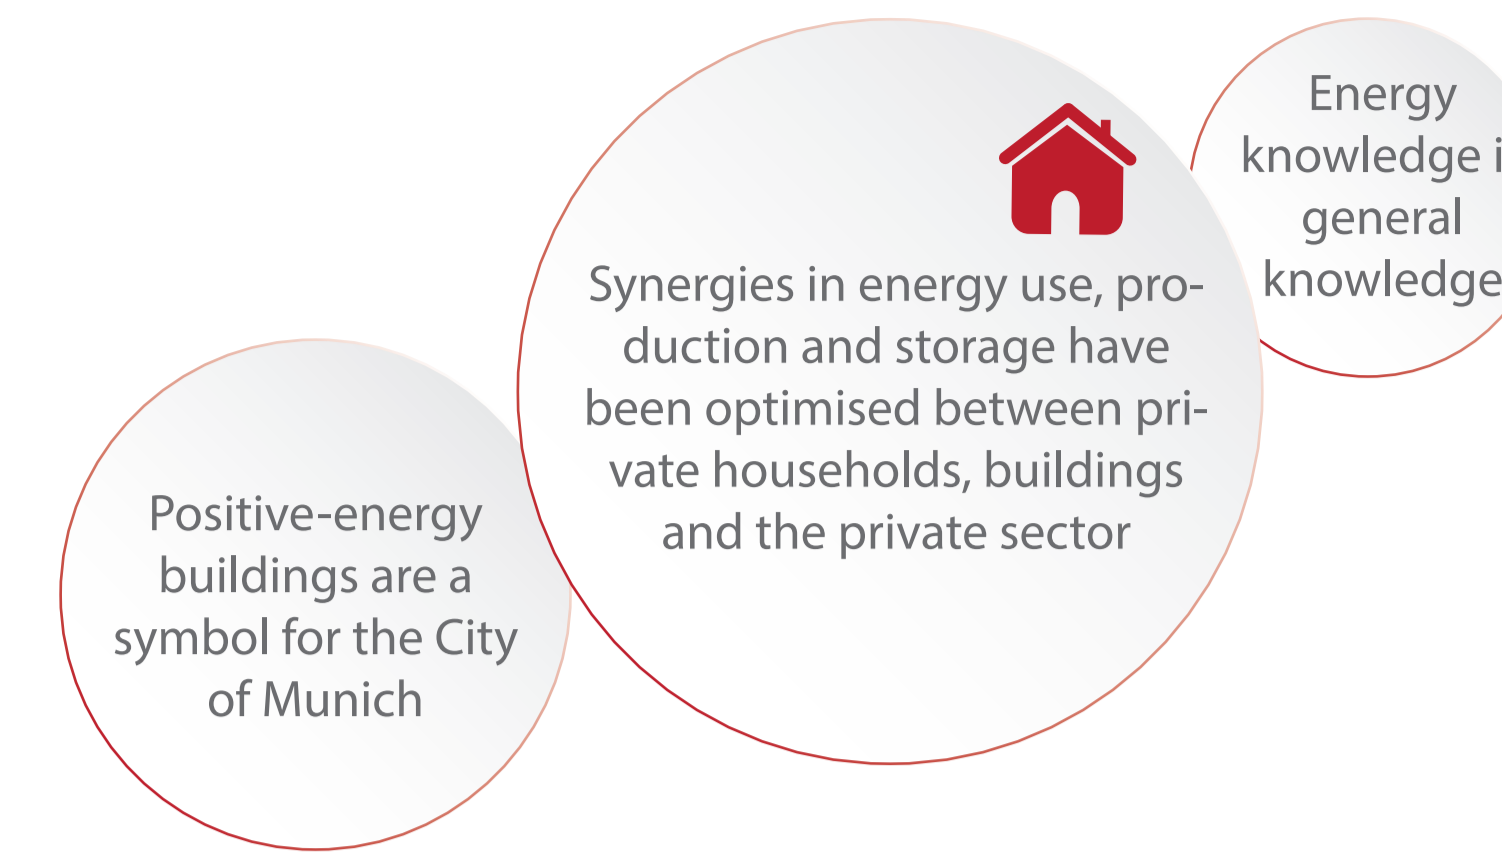 Positive-energy
buildings are a
symbol for the City
of Munich
Synergies in energy use, pro-
duction and storage have
been optimised between pri-
vate households, buildings
and the private sector
Energy
knowledge
general
knowledge